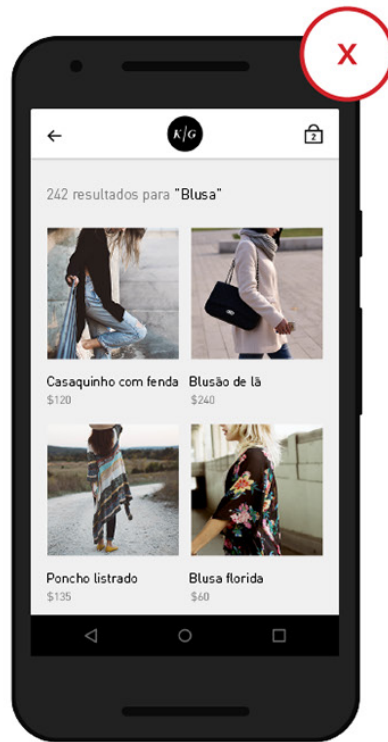 X
K/G
2
242 resultados para "Blusa"
Casaquinho com fenda
$120
Blusão de lã
$240
Poncho listrado
$135
Blusa florida
$60